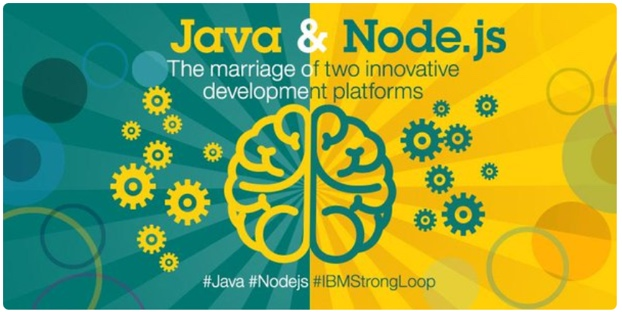 Java & Node.js
The marriage of two innovative
development platforms
#Java #Nodejs #IBMStrongLoop